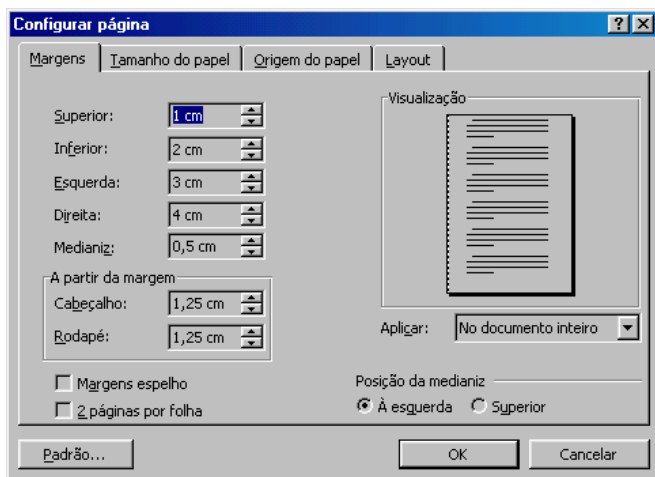 Configurar página
Margens Tamanho do papel Origem do papel Layout
Superior: 1 cm
Inferior: 2 cm
Esquerda: 3 cm
Direita: 4 cm
Medianiz: 0,5 cm
A partir da margem
Cabeçalho: 1,25 cm
Rodapé: 1,25 cm
Margens espelho
2 páginas por folha
Visualização
Aplicar: No documento inteiro
Posição da medianiz
À esquerda Superior
Padrão... OK Cancelar